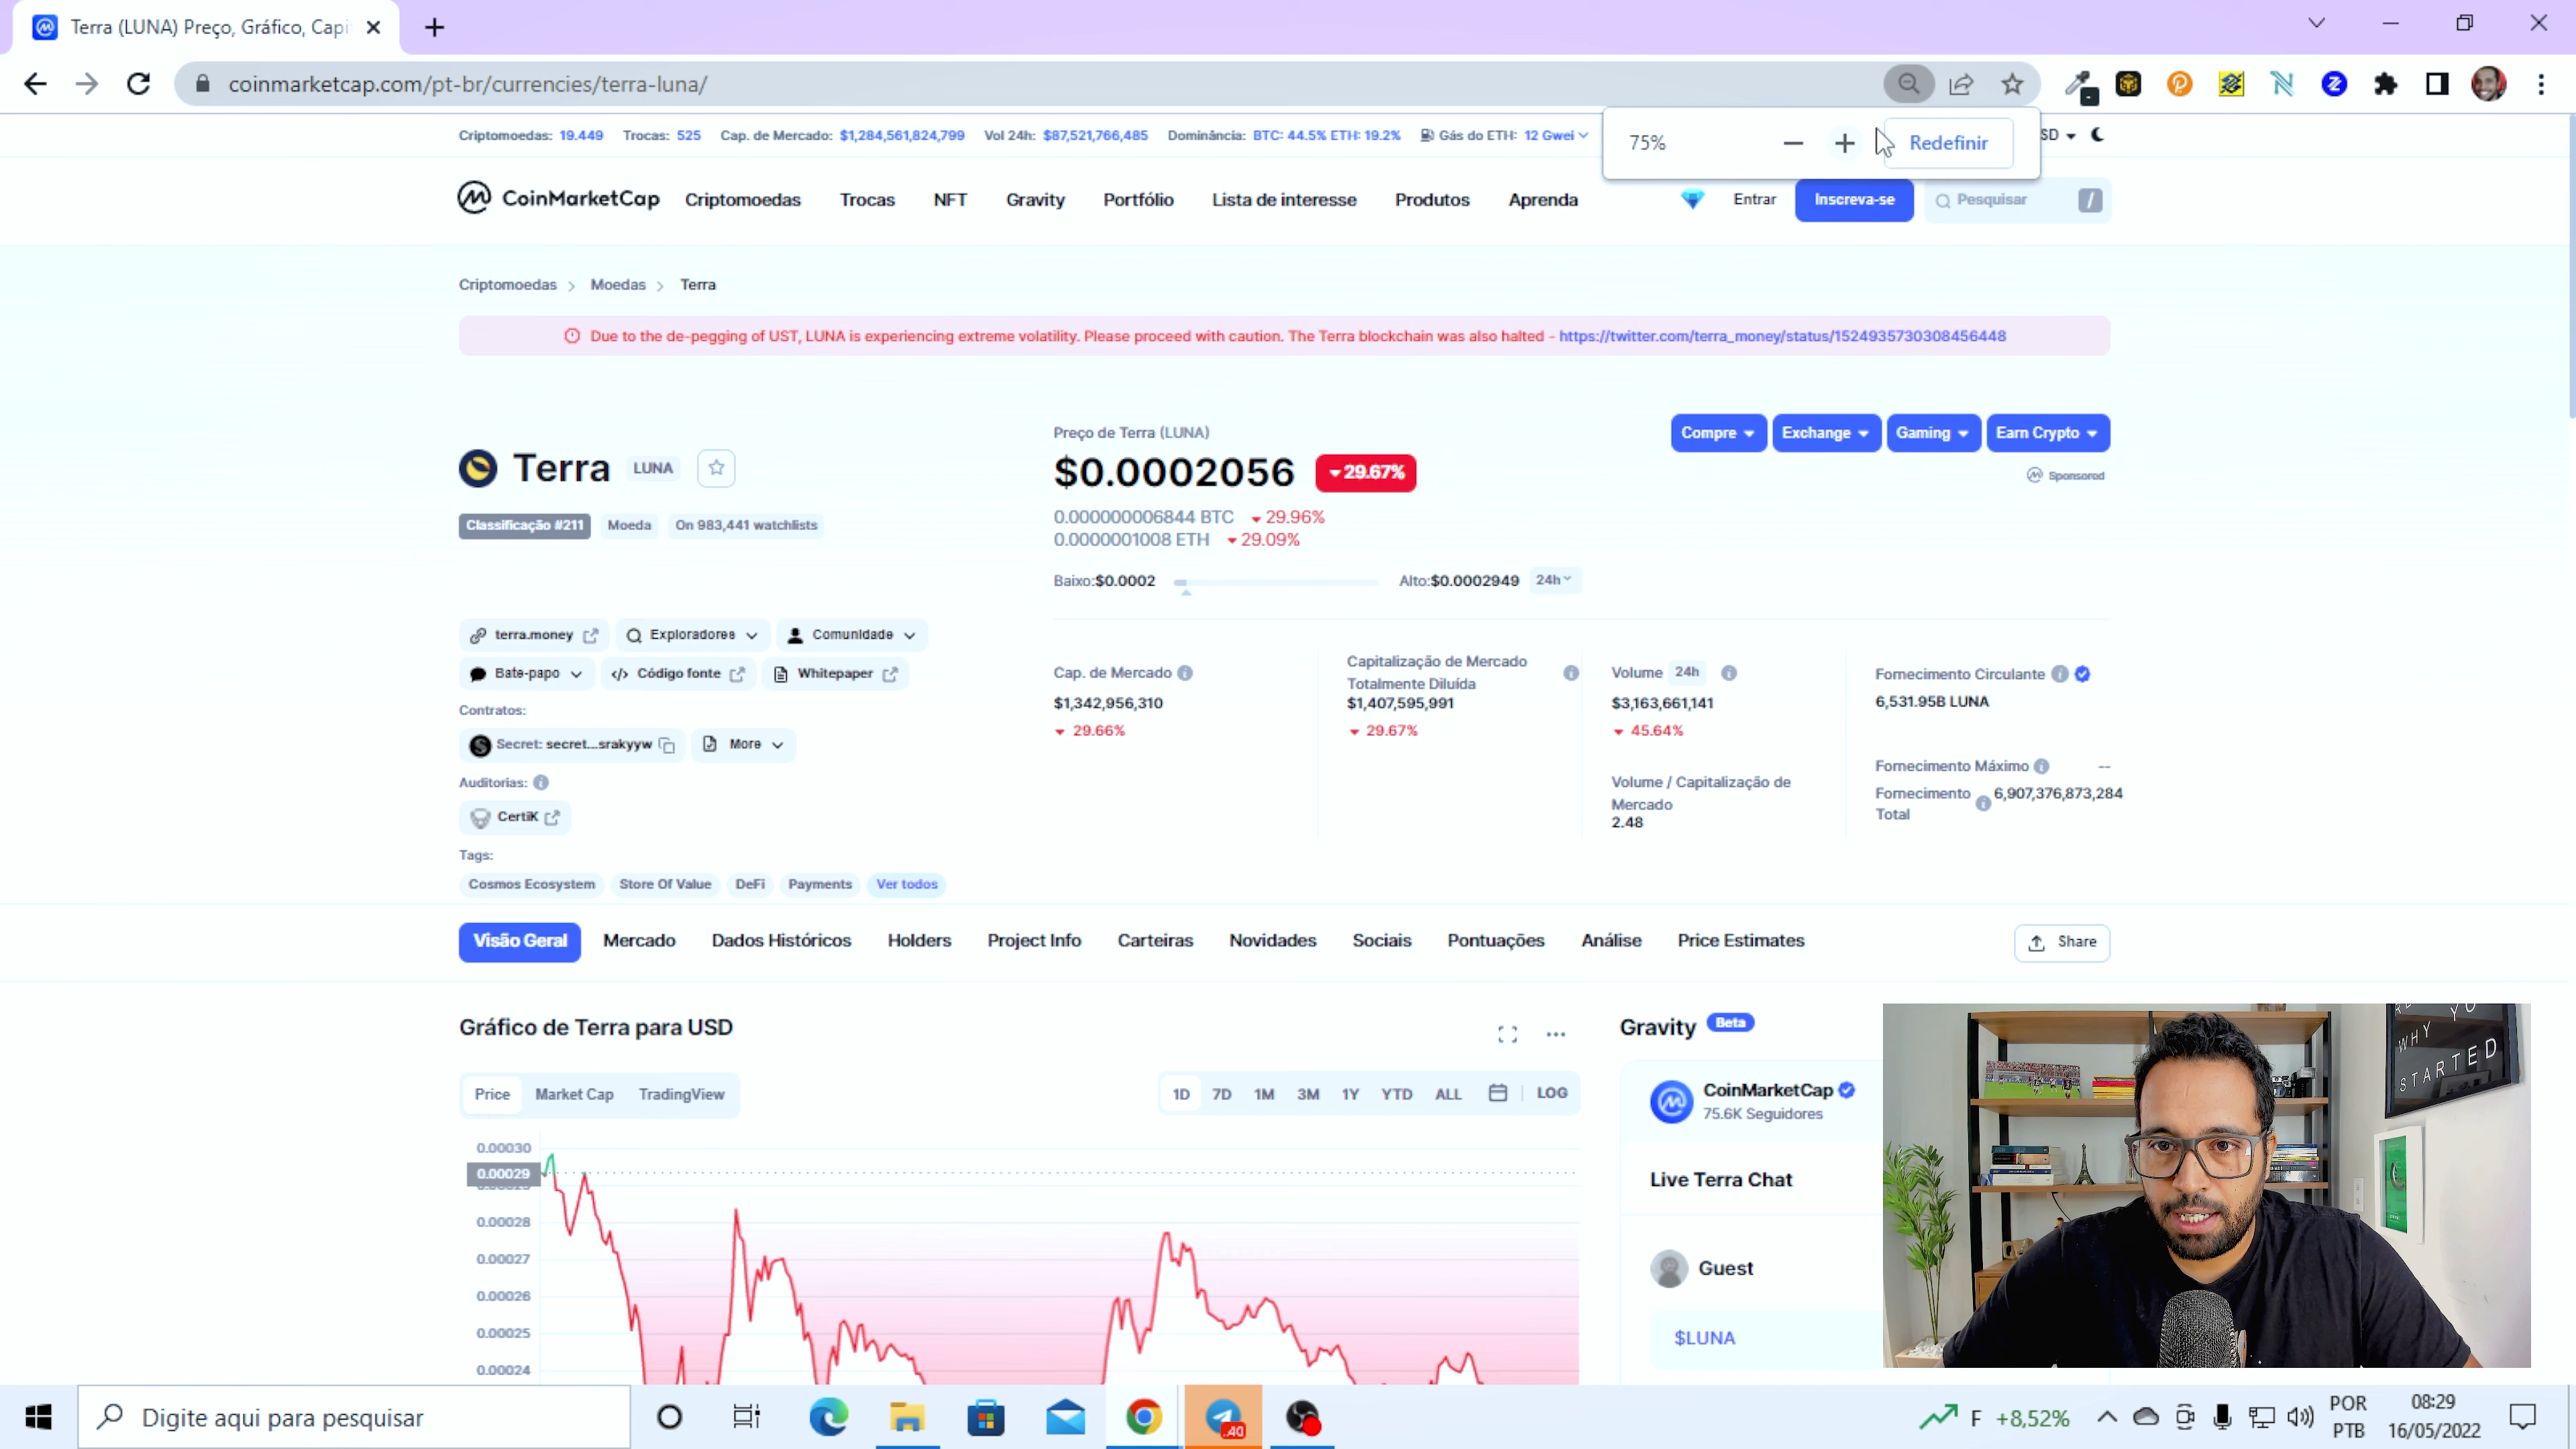 Terra (LUNA) Preço, Gráfico, Capi
coinmarketcap.com/pt-br/currencies/terra-luna/
Criptomoedas: 19.449 Trocas: 525 Cap. de Mercado: $1,284,561,824,799 Vol 24h: $87,521,766,485 Dominância: BTC: 44.5% ETH: 19.2% Gás do ETH: 12 Gwei
SD
75% Redefinir
CoinMarketCap Criptomoedas Trocas NFT Gravity Portfólio Lista de interesse Produtos Aprenda Entrar Inscreva-se Pesquisar /
Criptomoedas > Moedas > Terra
Due to the de-pegging of UST, LUNA is experiencing extreme volatility. Please proceed with caution. The Terra blockchain was also halted - https://twitter.com/terra_money/status/1524935730308456448
Terra LUNA
Classificação #211 Moeda On 983,441 watchlists
Preço de Terra (LUNA)
$0.0002056 29.67%
0.000000006844 BTC 29.96%
0.0000001008 ETH 29.09%
Baixo:$0.0002 Alto:$0.0002949 24h
Compre Exchange Gaming Earn Crypto
Sponsored
terra.money Exploradores Comunidade
Bate-papo Código fonte Whitepaper
Contratos:
Secret: secret...srakyyw More
Auditorias:
CertiK
Tags:
Cosmos Ecosystem Store Of Value DeFi Payments Ver todos
Cap. de Mercado
$1,342,956,310
29.66%
Capitalização de Mercado
Totalmente Diluída
$1,407,595,991
29.67%
Volume 24h
$3,163,661,141
45.64%
Volume / Capitalização de
Mercado
2.48
Fornecimento Circulante
6,531.95B LUNA
Fornecimento Máximo --
Fornecimento
Total
6,907,376,873,284
Visão Geral Mercado Dados Históricos Holders Project Info Carteiras Novidades Sociais Pontuações Análise Price Estimates Share
Gráfico de Terra para USD
Price Market Cap TradingView
1D 7D 1M 3M 1Y YTD ALL LOG
0.00030
0.00029
0.00028
0.00027
0.00026
0.00025
0.00024
Gravity Beta
CoinMarketCap
75.6K Seguidores
Live Terra Chat
Guest
$LUNA
WHY YO
STARTED
Digite aqui para pesquisar
40
F +8,52%
POR
PTB
08:29
16/05/2022